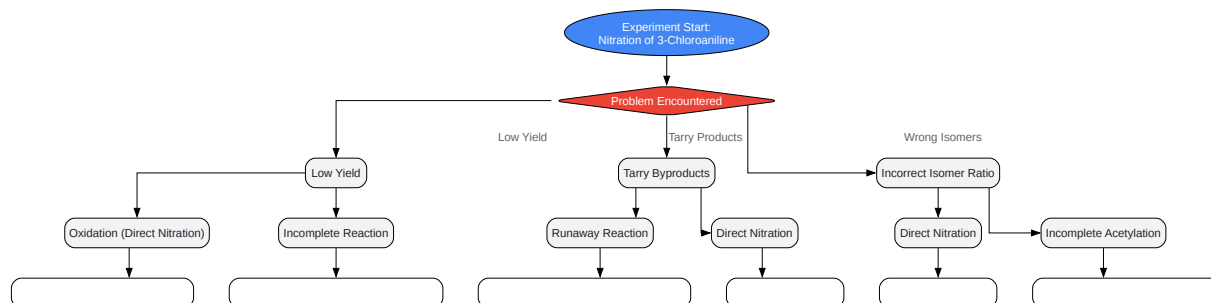 Experiment Start:
Nitration of 3-Chloroaniline
Problem Encountered
Low Yield
Tarry Products
Wrong Isomers
Low Yield
Tarry Byproducts
Incorrect Isomer Ratio
Oxidation (Direct Nitration)
Incomplete Reaction
Runaway Reaction
Direct Nitration
Direct Nitration
Incomplete Acetylation